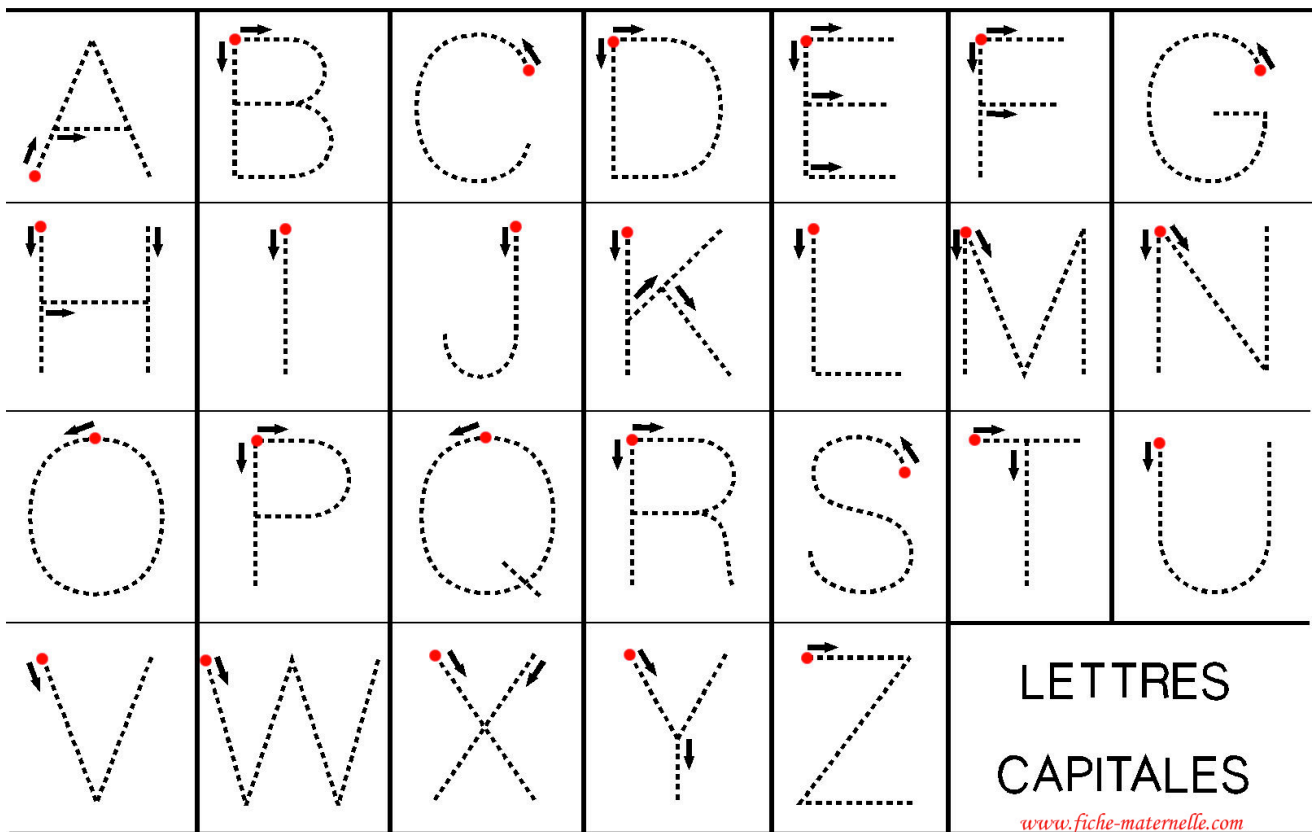 A B C D E F G
H I J K L M N
O P Q R S T U
V W X Y Z
LETTRES
CAPITALES
www.fiche-maternelle.com